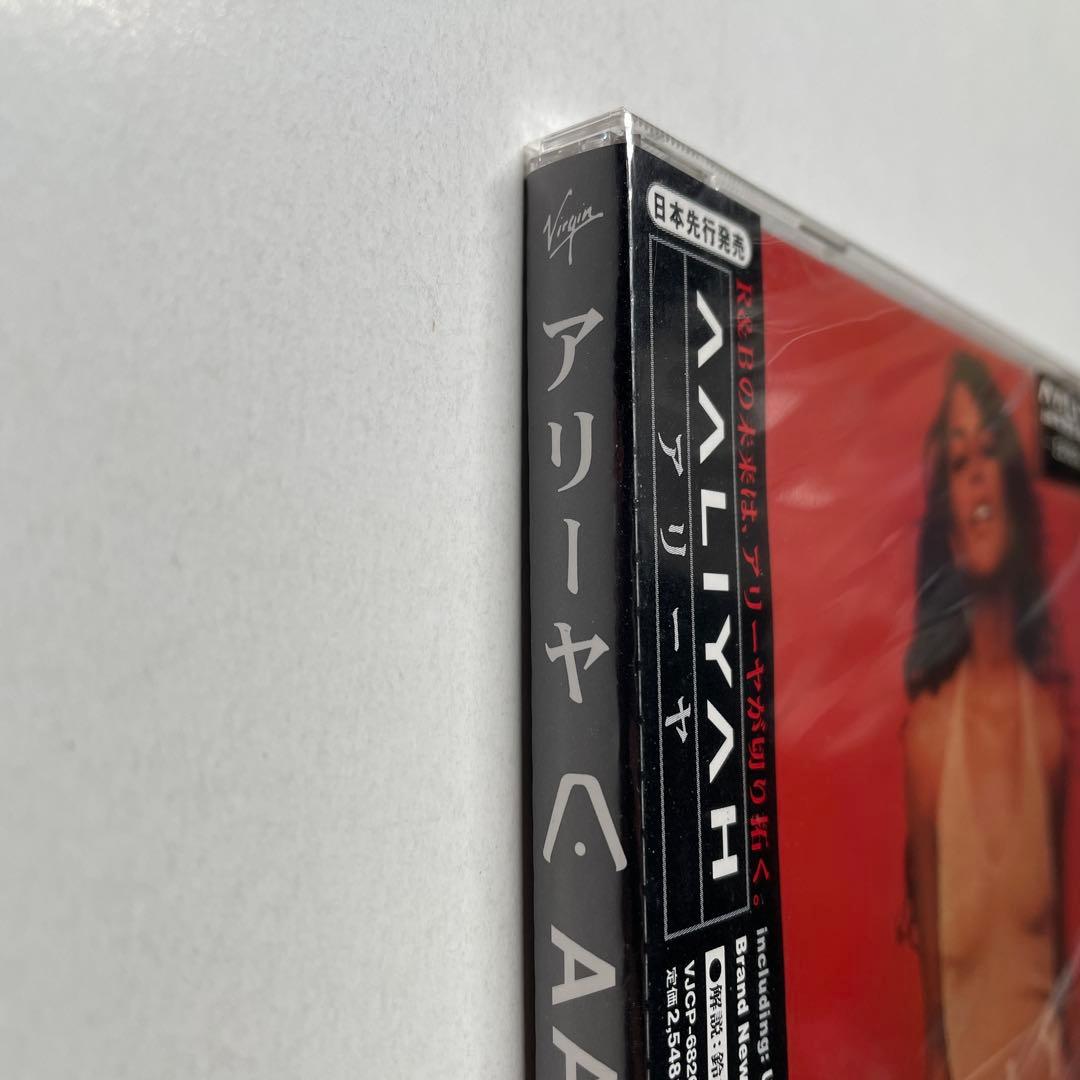 Virgin
アリーヤ
日本先行発売
AALIYAH
アリーヤ
R&Bの未来は、アリーヤが切り拓く。
including:
Brand New
●解説:
VJCP-682
定価2,548